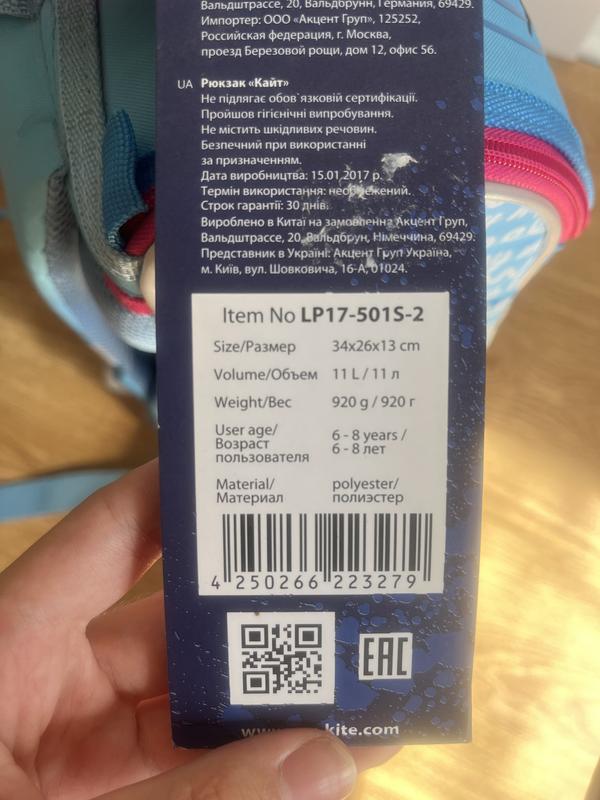 Вальдштрассе, 20, Вальдбрунн, Германия, 69429.
Импортер: ООО «Акцент Груп», 125252,
Российская федерация, г. Москва,
проезд Березовой рощи, дом 12, офис 56.
UA Рюкзак «Кайт»
Не підлягає обов`язковій сертифікації.
Пройшов гігієнічні випробування.
Не містить шкідливих речовин.
Безпечний при використанні
за призначенням.
Дата виробництва: 15.01.2017 р.
Термін використання: необмежений.
Строк гарантії: 30 днів.
Вироблено в Китаї на замовлення Акцент Груп,
Вальдштрассе, 20, Вальдбрун, Німеччина, 69429.
Представник в Україні: Акцент Груп Україна,
м. Київ, вул. Шовковича, 16-А, 01024.
Item No LP17-501S-2
Size/Размер 34x26x13 cm
Volume/Объем 11 L / 11 л
Weight/Вес 920 g / 920 г
User age/
Возраст
пользователя
6 - 8 years /
6 - 8 лет
Material/
Материал
polyester/
полиэстер
4 250266 223279
EAC
kite.com